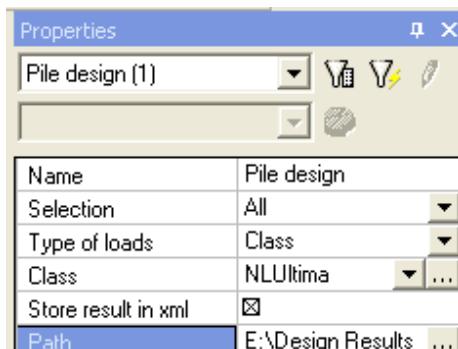 Properties
Pile design (1)
Name Pile design
Selection All
Type of loads Class
Class NLUltima ...
Store result in xml
Path E:\Design Results ...